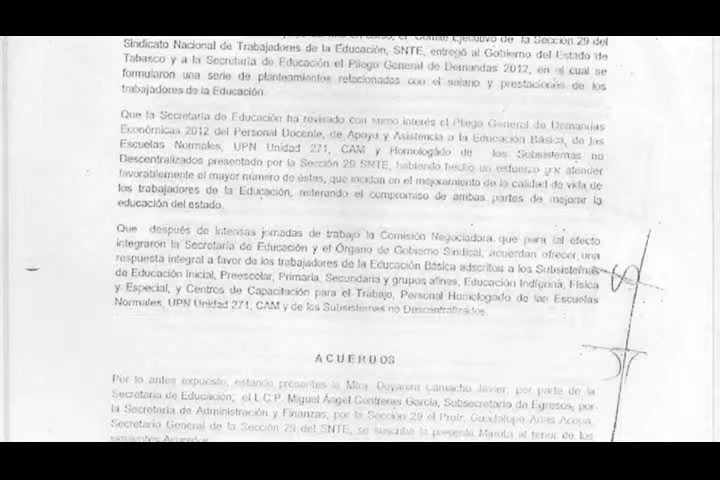 el Comité Ejecutivo de la Sección 29 del
Sindicato Nacional de Trabajadores de la Educación, SNTE, entregó al Gobierno del Estado de
Tabasco y a la Secretaría de Educación el Pliego General de Demandas 2012, en al cual se
formularon una serie de planteamientos relacionados con el salario y prestaciones de los
trabajadores de la Educación.
Que la Secretaría de Educación ha revisado con sumo interés el Pliego General de Demandas
Económicas 2012 del Personal Docente, de Apoyo y Asistencia a la Educación Básica, de las
Escuelas Normales, UPN Unidad 271, CAM y Homologado de los Subsistemas no
Descentralizados presentado por la Sección 29 SNTE, habiendo hecho un esfuerzo por atender
favorablemente el mayor número de éstas, que incidan en el mejoramiento de la calidad de vida de
los trabajadores de la Educación, reiterando el compromiso de ambas partes de mejorar la
educación del estado.
Que después de intensas jornadas de trabajo la Comisión Negociadora que para tal efecto
integraron la Secretaría de Educación y el Órgano de Gobierno Sindical, acuerdan ofrecer una
respuesta integral a favor de los trabajadores de la Educación Básica adscritos a los Subsistemas
de Educación Inicial, Preescolar, Primaria, Secundaria y grupos afines, Educación Indígena, Física
y Especial, y Centros de Capacitación para el Trabajo, Personal Homologado de las Escuelas
Normales, UPN Unidad 271, CAM y de los Subsistemas no Descentralizados.
ACUERDOS
Por lo antes expuesto, estando presentes la Mtra. Deyanira Camacho Javier, por parte de la
Secretaría de Educación, el L.C.P. Miguel Ángel Contreras García, Subsecretario de Egresos, por
la Secretaría de Administración y Finanzas; por la Sección 29 el Profr. Guadalupe Arias Acopa,
Secretario General de la Sección 29 del SNTE, se suscribe la presente Minuta al tenor de los
siguientes Acuerdos